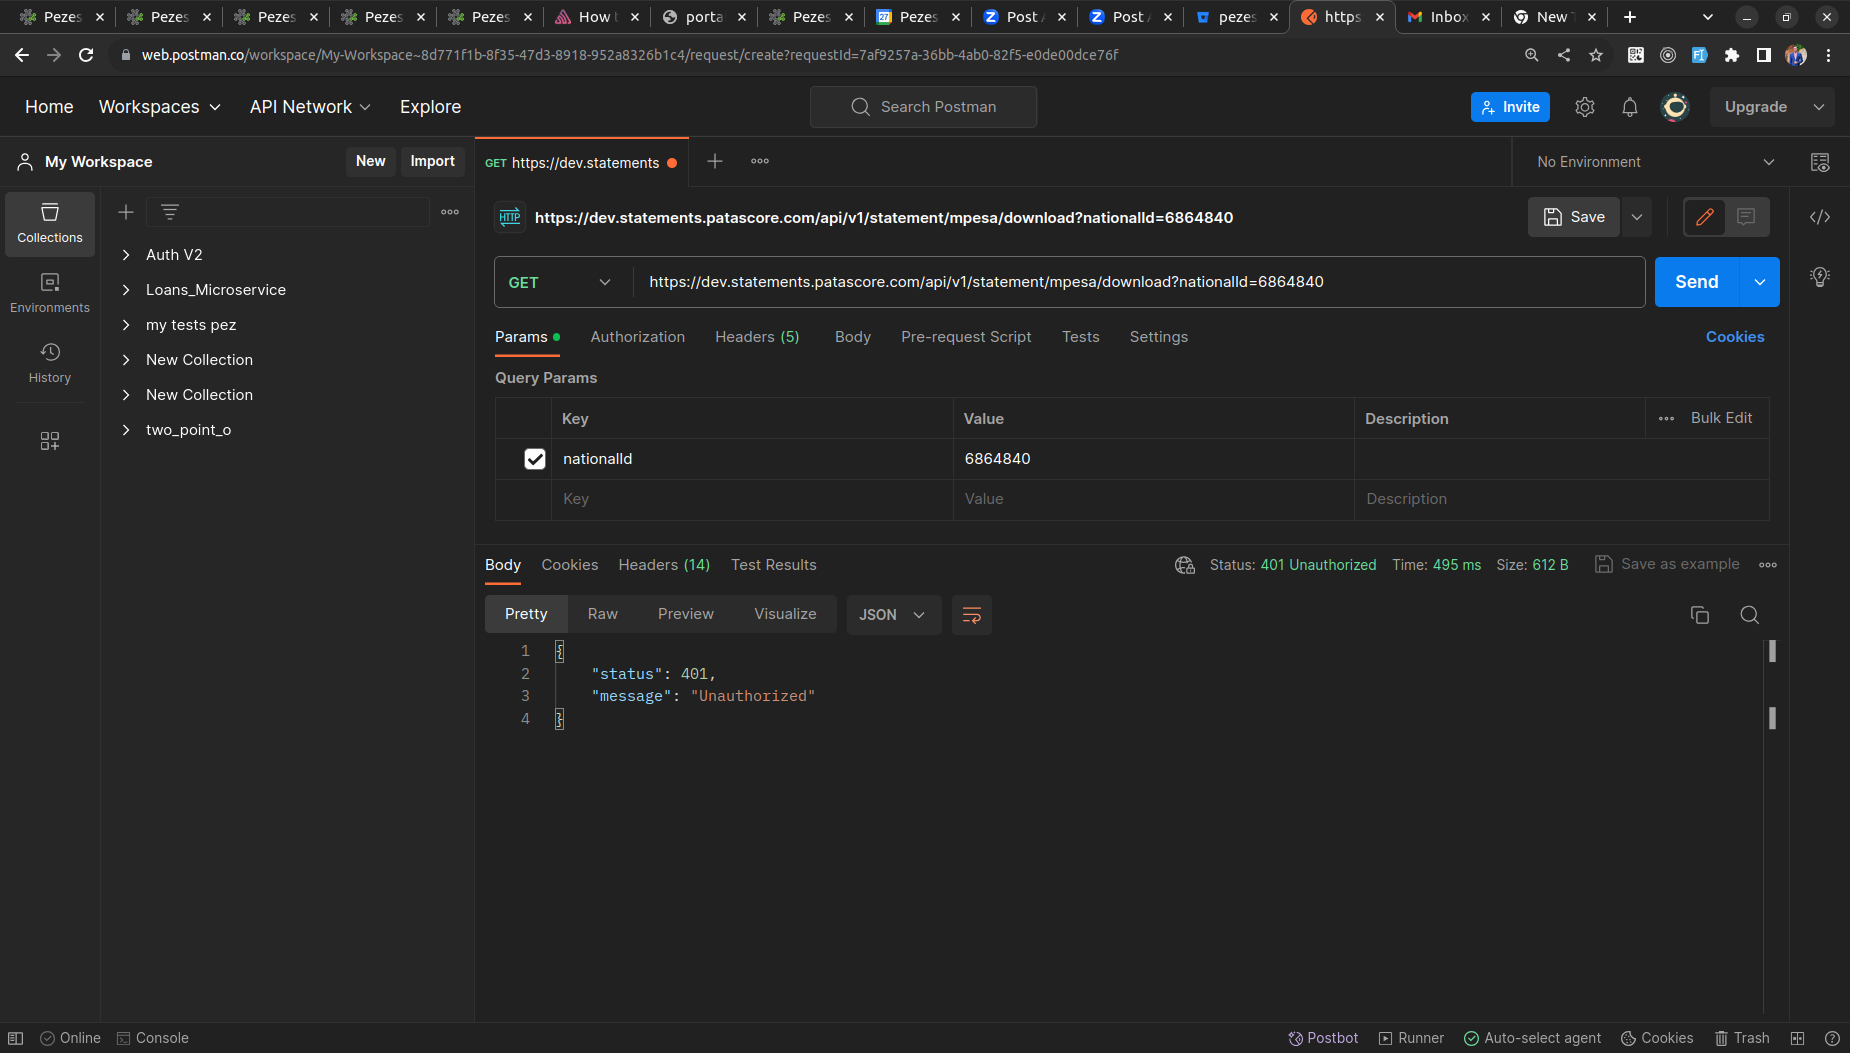 Pezes
Pezes
Pezes
Pezes
Pezes
How
porta
Pezes
Pezes
Post
Post
pezes
https
Inbox
New
web.postman.co/workspace/My-Workspace~8d771f1b-8f35-47d3-8918-952a8326b1c4/request/create?requestId=7af9257a-36bb-4ab0-82f5-e0de00dce76f
Home Workspaces API Network Explore
Search Postman
Invite
Upgrade
My Workspace
New
Import
GET https://dev.statements
No Environment
Collections
Environments
History
Auth V2
Loans_Microservice
my tests pez
New Collection
New Collection
two_point_o
HTTP https://dev.statements.patascore.com/api/v1/statement/mpesa/download?nationalId=6864840
Save
GET https://dev.statements.patascore.com/api/v1/statement/mpesa/download?nationalId=6864840
Send
Params Authorization Headers (5) Body Pre-request Script Tests Settings Cookies
Query Params
Key Value Description Bulk Edit
nationalId 6864840
Key Value Description
Body Cookies Headers (14) Test Results Status: 401 Unauthorized Time: 495 ms Size: 612 B Save as example
Pretty Raw Preview Visualize JSON
1 {
2 "status": 401,
3 "message": "Unauthorized"
4 }
Online Console Postbot Runner Auto-select agent Cookies Trash